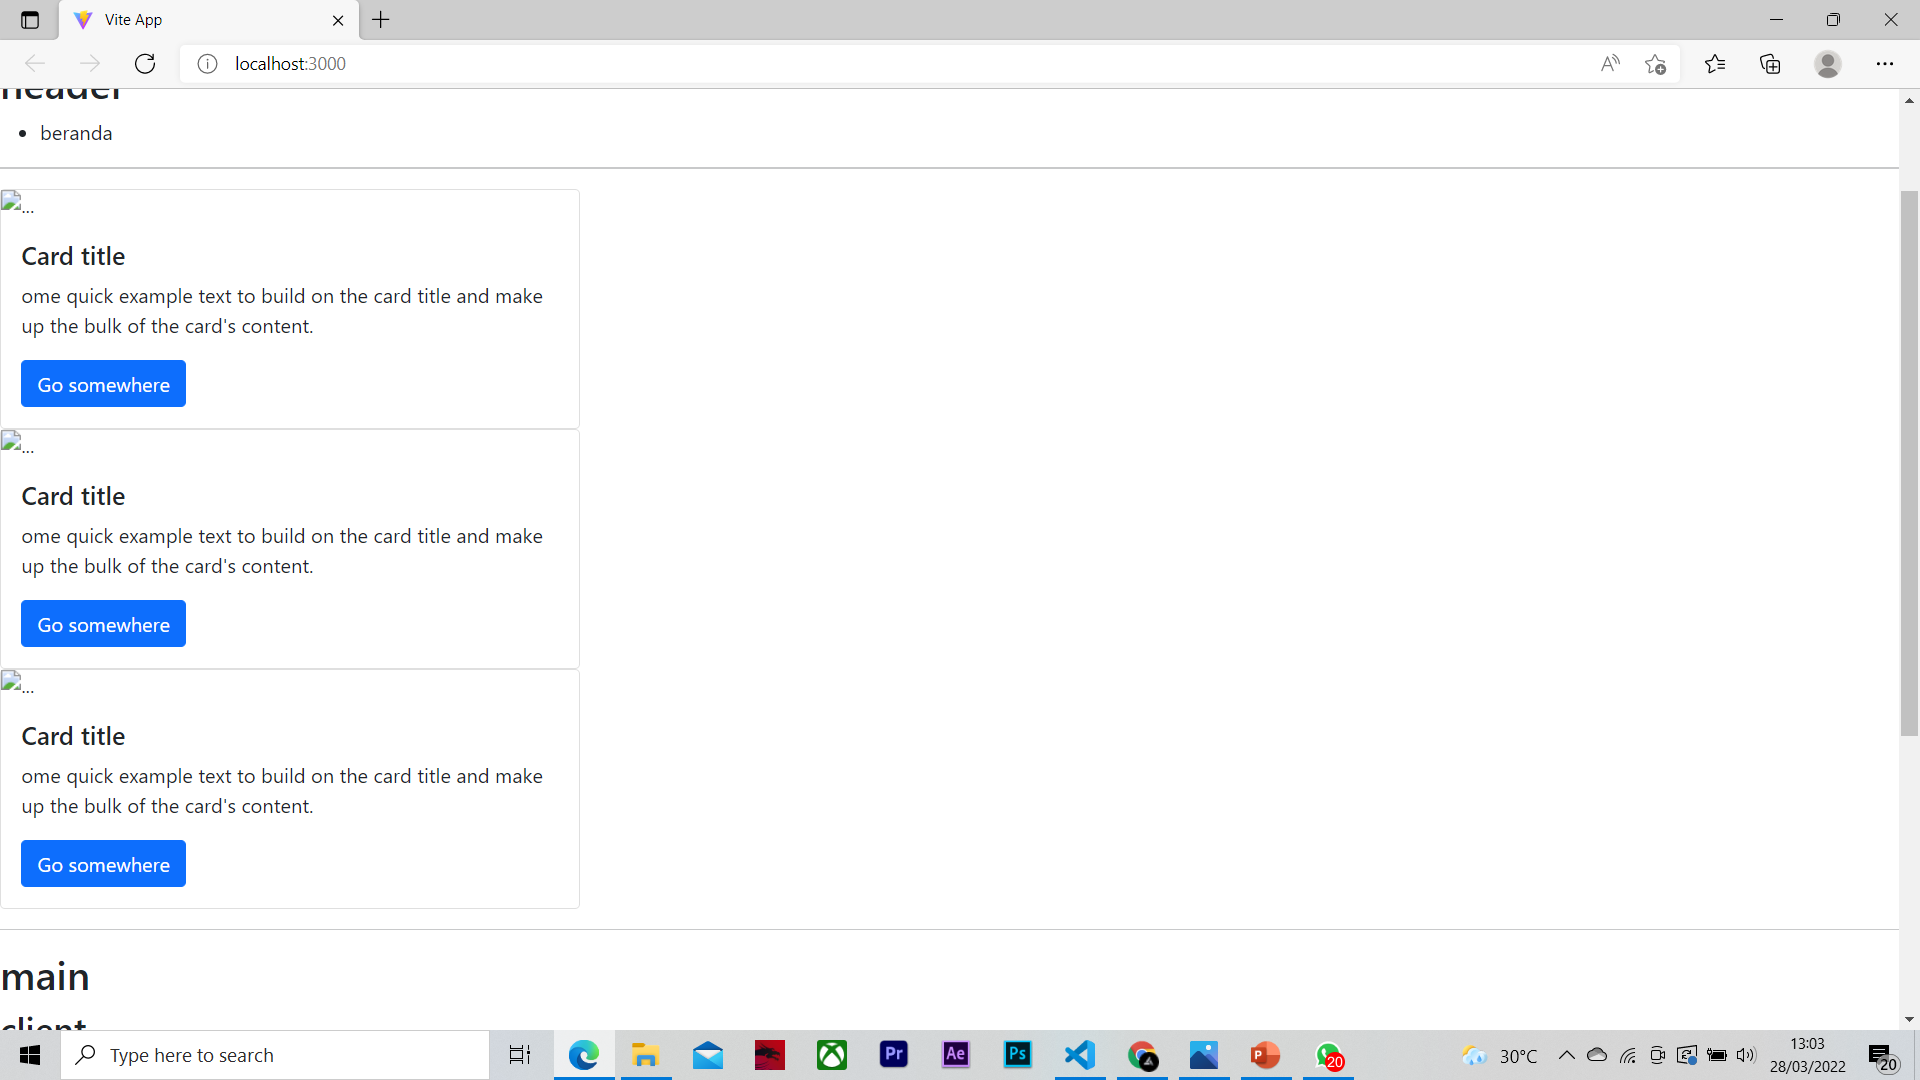 Vite App
localhost:3000
header
beranda
...
Card title
ome quick example text to build on the card title and make
up the bulk of the card's content.
Go somewhere
...
Card title
ome quick example text to build on the card title and make
up the bulk of the card's content.
Go somewhere
...
Card title
ome quick example text to build on the card title and make
up the bulk of the card's content.
Go somewhere
main
client
Type here to search
Pr
Ae
Ps
P
20
30°C
13:03
28/03/2022
20